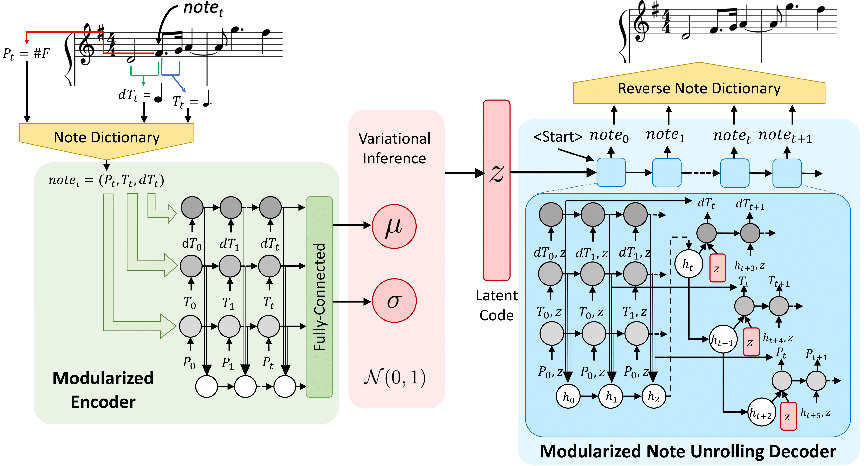 note_t
P_t = #F
dT_t =
T_t =
Note Dictionary
note_t = (P_t, T_t, dT_t)
dT_0 dT_1 dT_t
T_0 T_1 T_t
P_0 P_1 P_t
Fully-Connected
Modularized
Encoder
Variational
Inference
μ
σ
𝒩(0, 1)
z
Latent
Code
Reverse Note Dictionary
<Start> note_0 note_1 note_t note_{t+1}
dT_t dT_{t+1}
dT_0, z dT_1, z dT_t, z
h_t z h_{t+3}, z
T_t T_{t+1}
T_0, z T_0, z T_1, z
h_{t-1} z h_{t+4}, z
P_t P_{t+1}
P_0, z P_0, z P_0, z
h_0 h_1 h_2
h_{t+2} z h_{t+5}, z
Modularized Note Unrolling Decoder